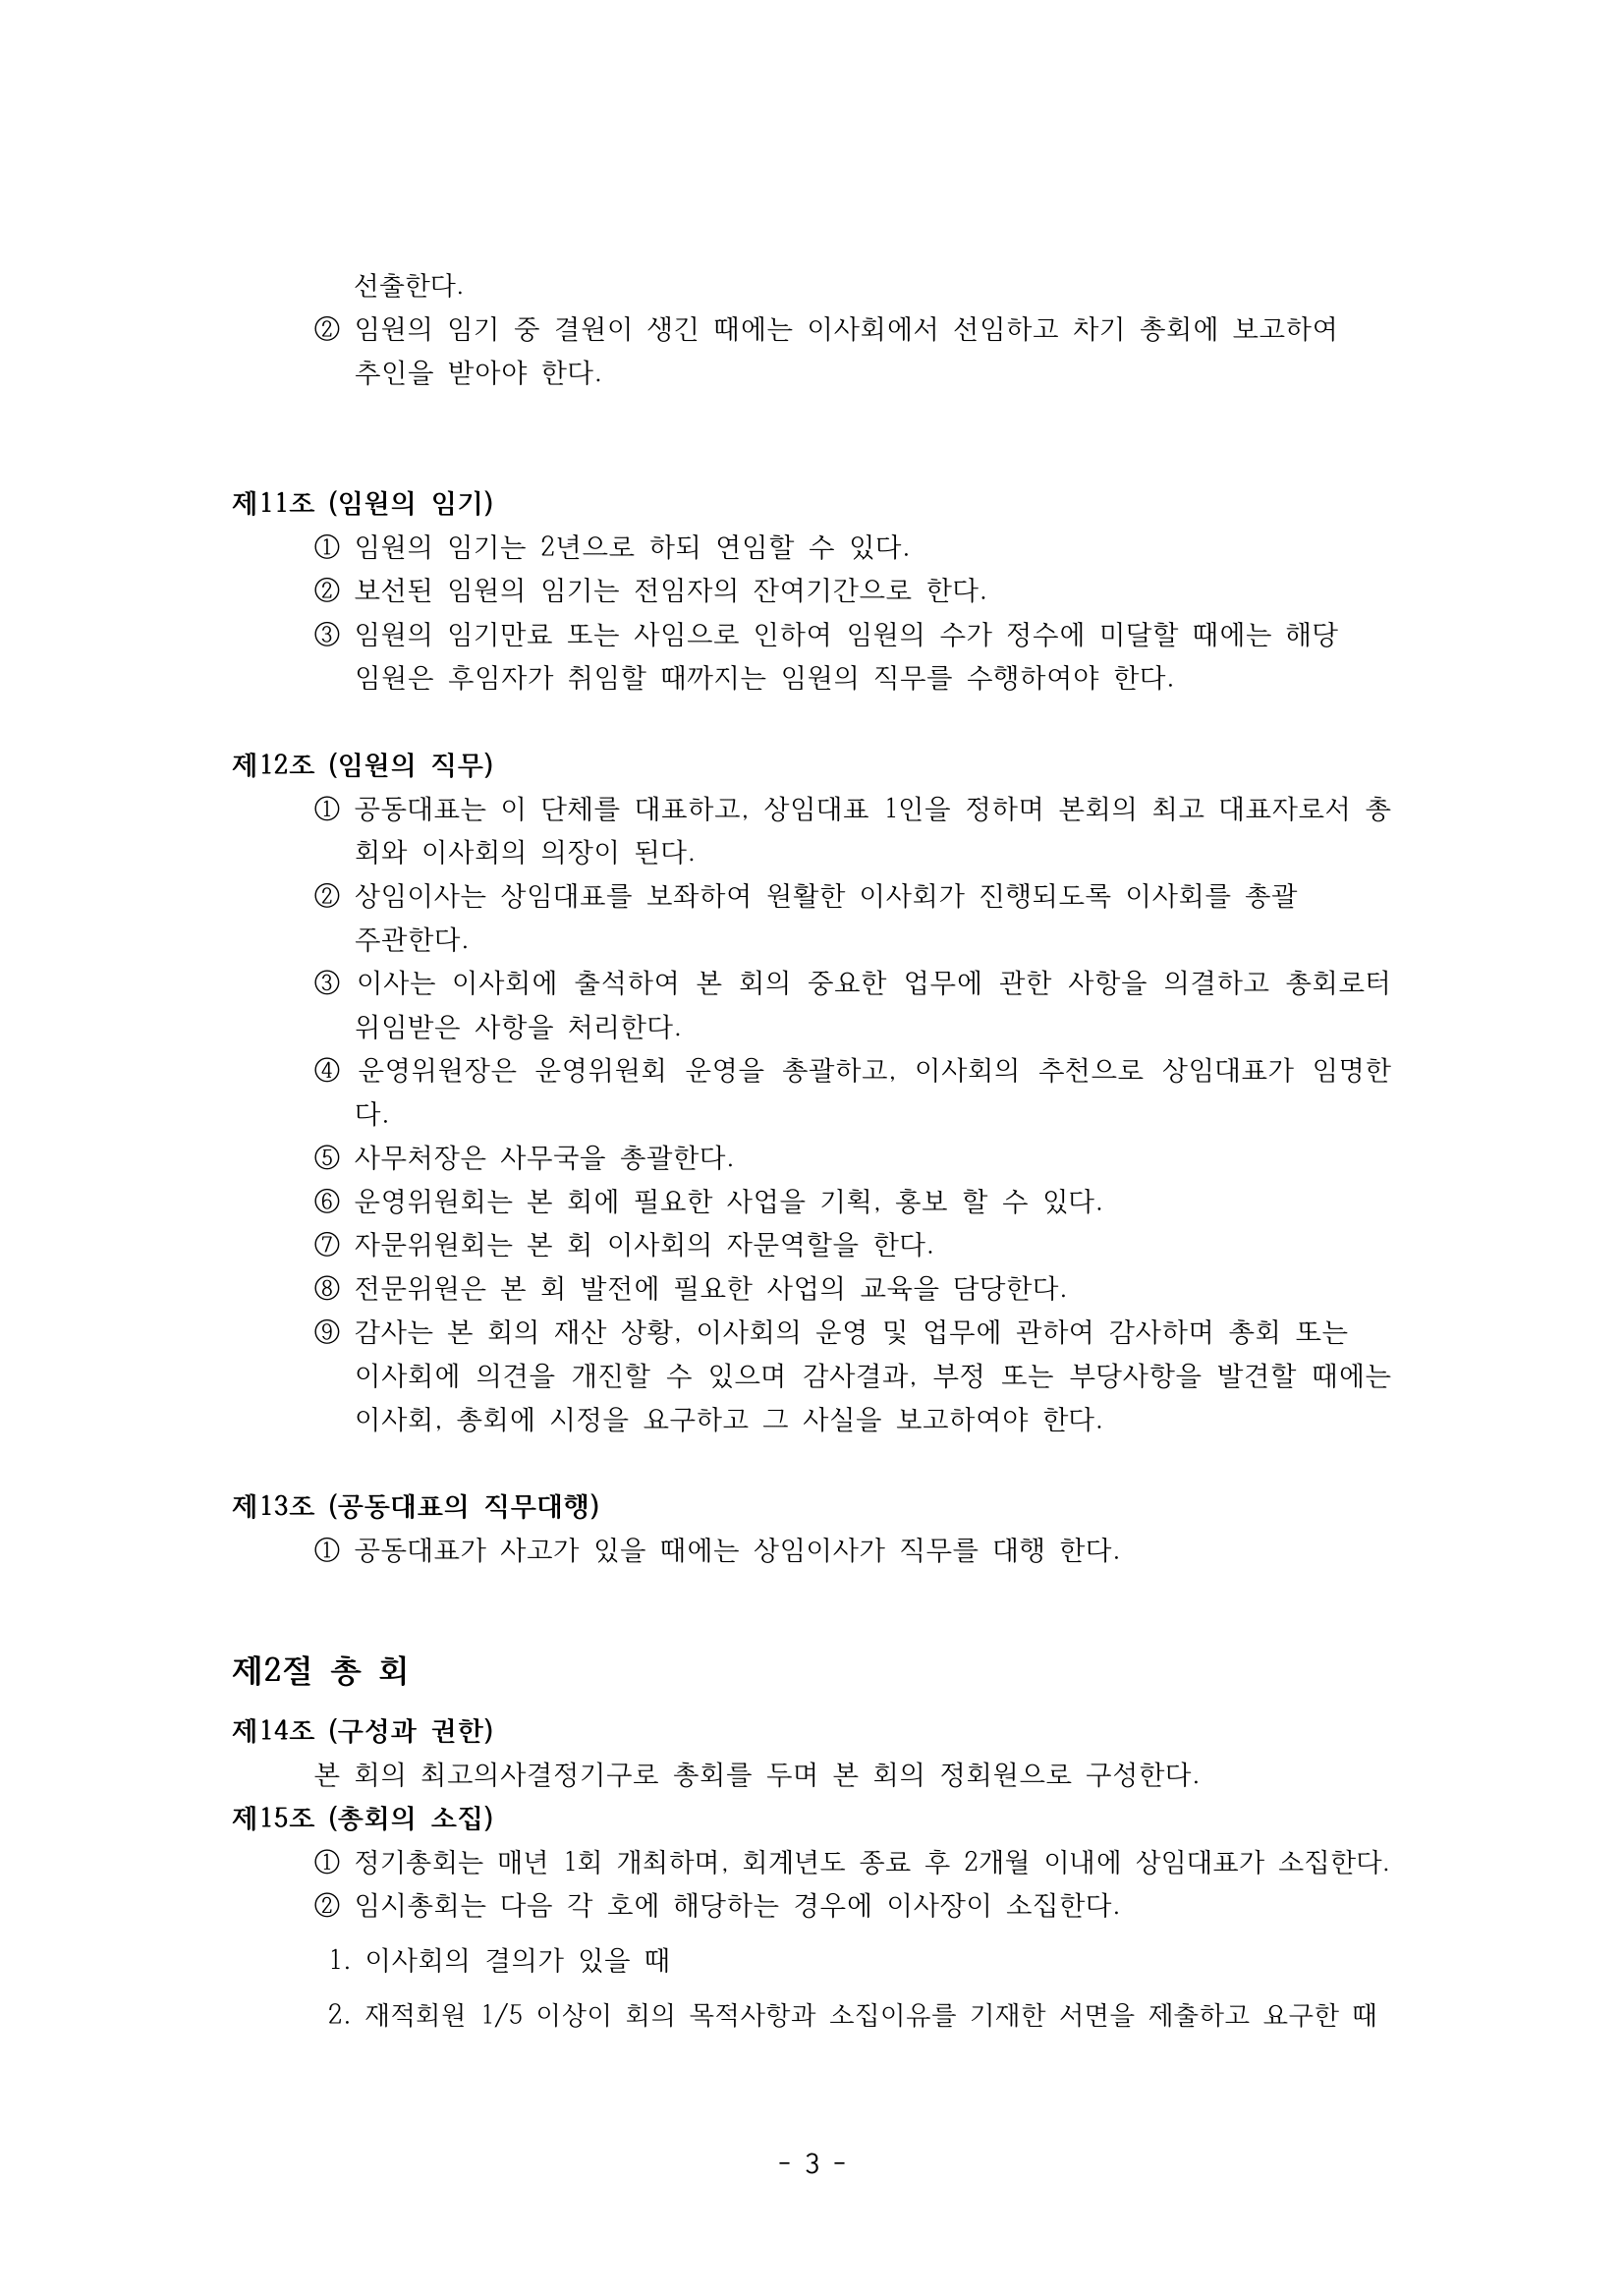 선출한다.
② 임원의 임기 중 결원이 생긴 때에는 이사회에서 선임하고 차기 총회에 보고하여
추인을 받아야 한다.
제11조 (임원의 임기)
① 임원의 임기는 2년으로 하되 연임할 수 있다.
② 보선된 임원의 임기는 전임자의 잔여기간으로 한다.
③ 임원의 임기만료 또는 사임으로 인하여 임원의 수가 정수에 미달할 때에는 해당
임원은 후임자가 취임할 때까지는 임원의 직무를 수행하여야 한다.
제12조 (임원의 직무)
① 공동대표는 이 단체를 대표하고, 상임대표 1인을 정하며 본회의 최고 대표자로서 총
회와 이사회의 의장이 된다.
② 상임이사는 상임대표를 보좌하여 원활한 이사회가 진행되도록 이사회를 총괄
주관한다.
③ 이사는 이사회에 출석하여 본 회의 중요한 업무에 관한 사항을 의결하고 총회로터
위임받은 사항을 처리한다.
④ 운영위원장은 운영위원회 운영을 총괄하고, 이사회의 추천으로 상임대표가 임명한
다.
⑤ 사무처장은 사무국을 총괄한다.
⑥ 운영위원회는 본 회에 필요한 사업을 기획, 홍보 할 수 있다.
⑦ 자문위원회는 본 회 이사회의 자문역할을 한다.
⑧ 전문위원은 본 회 발전에 필요한 사업의 교육을 담당한다.
⑨ 감사는 본 회의 재산 상황, 이사회의 운영 및 업무에 관하여 감사하며 총회 또는
이사회에 의견을 개진할 수 있으며 감사결과, 부정 또는 부당사항을 발견할 때에는
이사회, 총회에 시정을 요구하고 그 사실을 보고하여야 한다.
제13조 (공동대표의 직무대행)
① 공동대표가 사고가 있을 때에는 상임이사가 직무를 대행 한다.
제2절 총 회
제14조 (구성과 권한)
본 회의 최고의사결정기구로 총회를 두며 본 회의 정회원으로 구성한다.
제15조 (총회의 소집)
① 정기총회는 매년 1회 개최하며, 회계년도 종료 후 2개월 이내에 상임대표가 소집한다.
② 임시총회는 다음 각 호에 해당하는 경우에 이사장이 소집한다.
1. 이사회의 결의가 있을 때
2. 재적회원 1/5 이상이 회의 목적사항과 소집이유를 기재한 서면을 제출하고 요구한 때
- 3 -